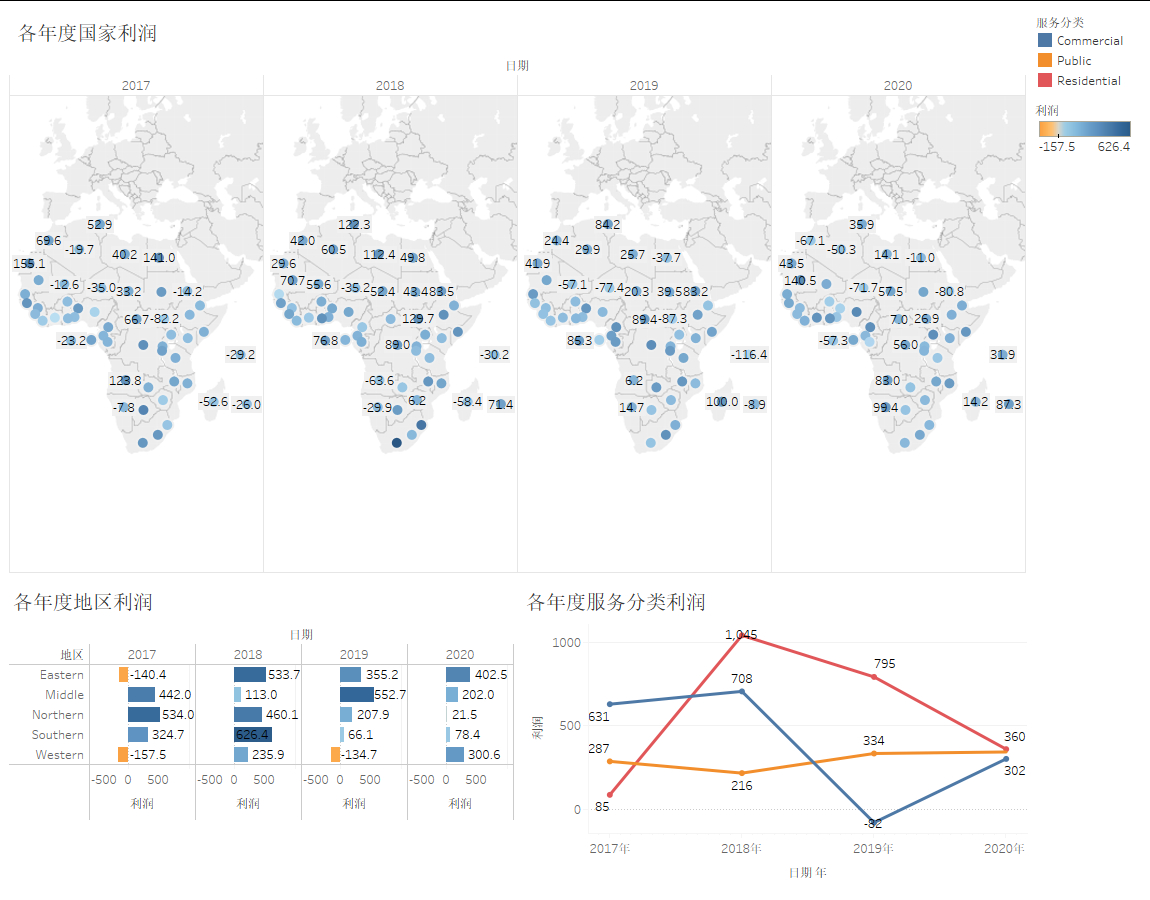 各年度国家利润
服务分类
Commercial
Public
Residential
利润
-157.5 626.4
日期
2017 2018 2019 2020
52.9 122.3 84.2 35.9
69.6 42.0 24.4 -67.1
-19.7 60.5 29.9 -50.3
40.2 141.0 112.4 49.8 25.7 -37.7 14.1 -11.0
155.1 29.6 41.9 43.5
-12.6 -35.0 33.2 -14.2 70.7 55.6 -35.2 52.4 43.4 83.5 -57.1 -77.4 20.3 39.5 83.2 140.5 -71.7 57.5 -80.8
66.7 -82.2 129.7 89.4 -87.3 7.0 26.9
-23.2 76.8 89.0 85.3 -57.3 56.0
-29.2 -30.2 -116.4 31.9
123.8 -63.6 6.2 83.0
-7.8 -52.6 -26.0 -29.9 6.2 -58.4 71.4 14.7 100.0 -8.9 99.4 14.2 87.3
各年度地区利润
日期
地区 2017 2018 2019 2020
Eastern -140.4 533.7 355.2 402.5
Middle 442.0 113.0 552.7 202.0
Northern 534.0 460.1 207.9 21.5
Southern 324.7 626.4 66.1 78.4
Western -157.5 235.9 -134.7 300.6
-500 0 500 -500 0 500 -500 0 500 -500 0 500
利润 利润 利润 利润
各年度服务分类利润
1000
500
0
利润
1,045
795
708
631
287
334
360
216
302
85
-82
2017年 2018年 2019年 2020年
日期 年